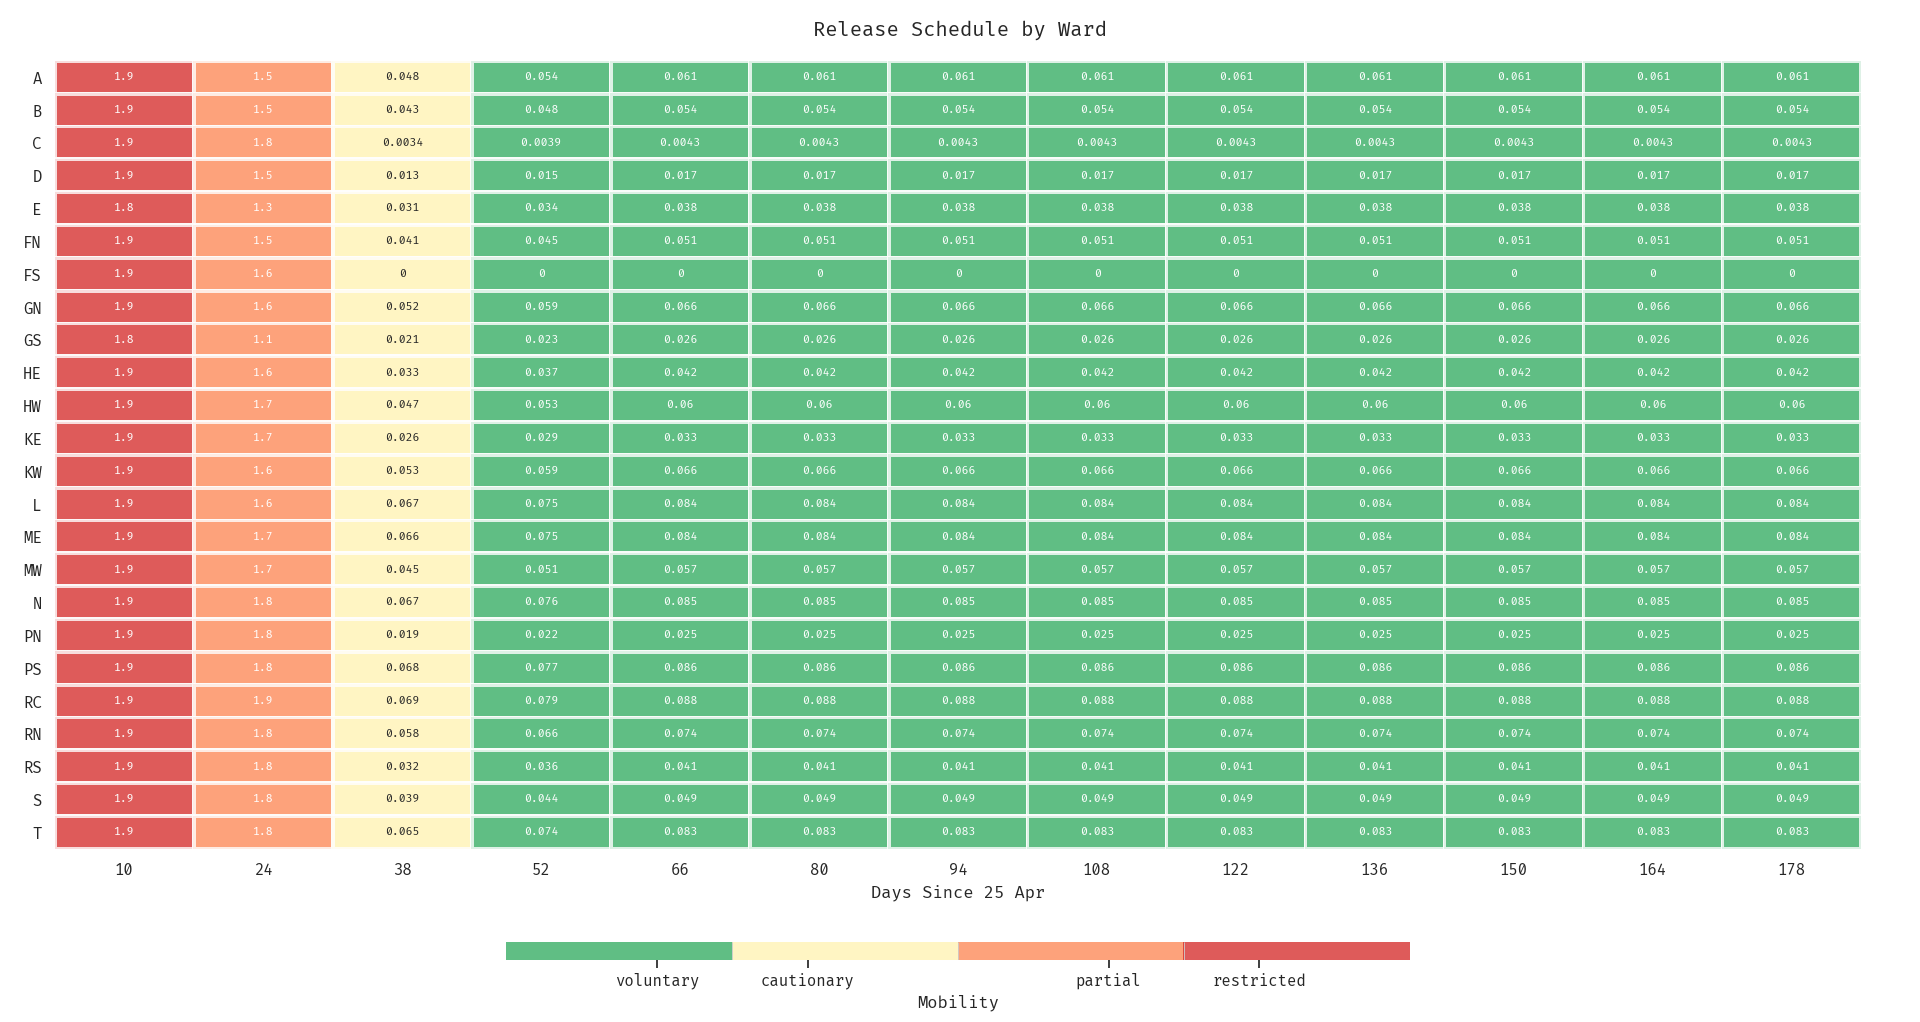 Release Schedule by Ward
A 1.9 1.5 0.048 0.054 0.061 0.061 0.061 0.061 0.061 0.061 0.061 0.061 0.061
B 1.9 1.5 0.043 0.048 0.054 0.054 0.054 0.054 0.054 0.054 0.054 0.054 0.054
C 1.9 1.8 0.0034 0.0039 0.0043 0.0043 0.0043 0.0043 0.0043 0.0043 0.0043 0.0043 0.0043
D 1.9 1.5 0.013 0.015 0.017 0.017 0.017 0.017 0.017 0.017 0.017 0.017 0.017
E 1.8 1.3 0.031 0.034 0.038 0.038 0.038 0.038 0.038 0.038 0.038 0.038 0.038
FN 1.9 1.5 0.041 0.045 0.051 0.051 0.051 0.051 0.051 0.051 0.051 0.051 0.051
FS 1.9 1.6 0 0 0 0 0 0 0 0 0 0 0
GN 1.9 1.6 0.052 0.059 0.066 0.066 0.066 0.066 0.066 0.066 0.066 0.066 0.066
GS 1.8 1.1 0.021 0.023 0.026 0.026 0.026 0.026 0.026 0.026 0.026 0.026 0.026
HE 1.9 1.6 0.033 0.037 0.042 0.042 0.042 0.042 0.042 0.042 0.042 0.042 0.042
HW 1.9 1.7 0.047 0.053 0.06 0.06 0.06 0.06 0.06 0.06 0.06 0.06 0.06
KE 1.9 1.7 0.026 0.029 0.033 0.033 0.033 0.033 0.033 0.033 0.033 0.033 0.033
KW 1.9 1.6 0.053 0.059 0.066 0.066 0.066 0.066 0.066 0.066 0.066 0.066 0.066
L 1.9 1.6 0.067 0.075 0.084 0.084 0.084 0.084 0.084 0.084 0.084 0.084 0.084
ME 1.9 1.7 0.066 0.075 0.084 0.084 0.084 0.084 0.084 0.084 0.084 0.084 0.084
MW 1.9 1.7 0.045 0.051 0.057 0.057 0.057 0.057 0.057 0.057 0.057 0.057 0.057
N 1.9 1.8 0.067 0.076 0.085 0.085 0.085 0.085 0.085 0.085 0.085 0.085 0.085
PN 1.9 1.8 0.019 0.022 0.025 0.025 0.025 0.025 0.025 0.025 0.025 0.025 0.025
PS 1.9 1.8 0.068 0.077 0.086 0.086 0.086 0.086 0.086 0.086 0.086 0.086 0.086
RC 1.9 1.9 0.069 0.079 0.088 0.088 0.088 0.088 0.088 0.088 0.088 0.088 0.088
RN 1.9 1.8 0.058 0.066 0.074 0.074 0.074 0.074 0.074 0.074 0.074 0.074 0.074
RS 1.9 1.8 0.032 0.036 0.041 0.041 0.041 0.041 0.041 0.041 0.041 0.041 0.041
S 1.9 1.8 0.039 0.044 0.049 0.049 0.049 0.049 0.049 0.049 0.049 0.049 0.049
T 1.9 1.8 0.065 0.074 0.083 0.083 0.083 0.083 0.083 0.083 0.083 0.083 0.083
10 24 38 52 66 80 94 108 122 136 150 164 178
Days Since 25 Apr
voluntary cautionary partial restricted
Mobility